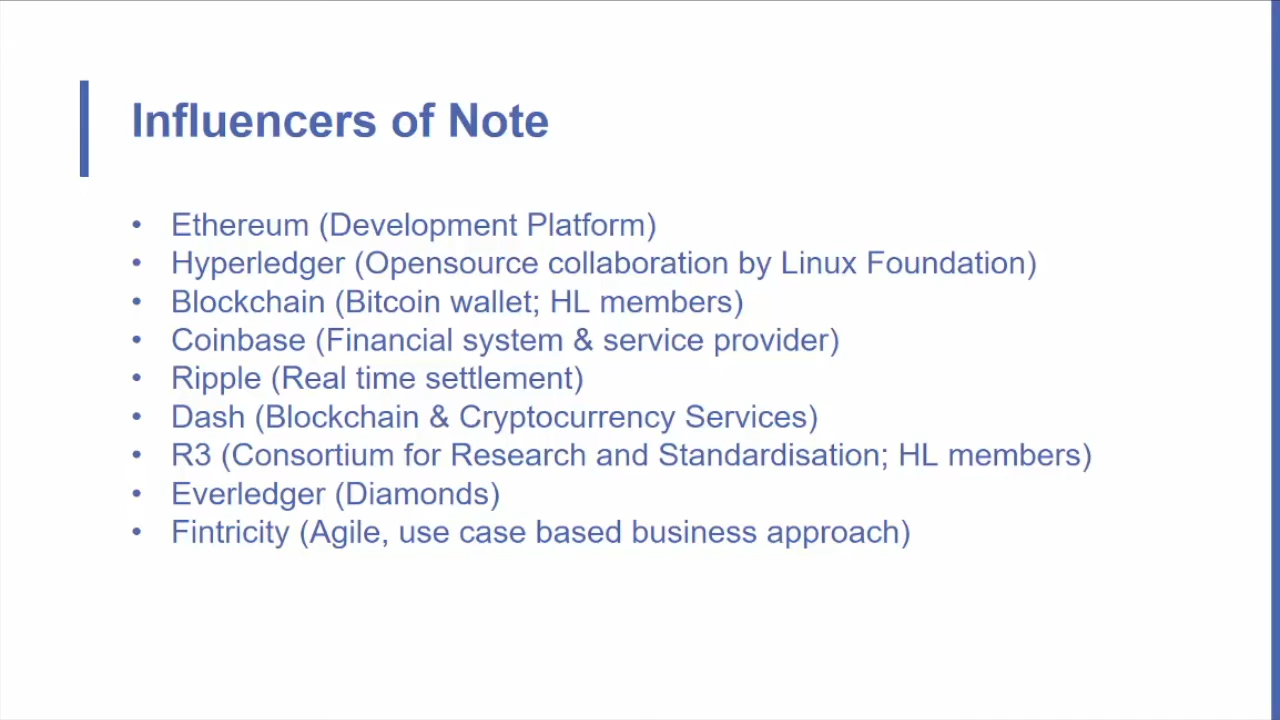 Influencers of Note
• Ethereum (Development Platform)
• Hyperledger (Opensource collaboration by Linux Foundation)
• Blockchain (Bitcoin wallet; HL members)
• Coinbase (Financial system & service provider)
• Ripple (Real time settlement)
• Dash (Blockchain & Cryptocurrency Services)
• R3 (Consortium for Research and Standardisation; HL members)
• Everledger (Diamonds)
• Fintricity (Agile, use case based business approach)